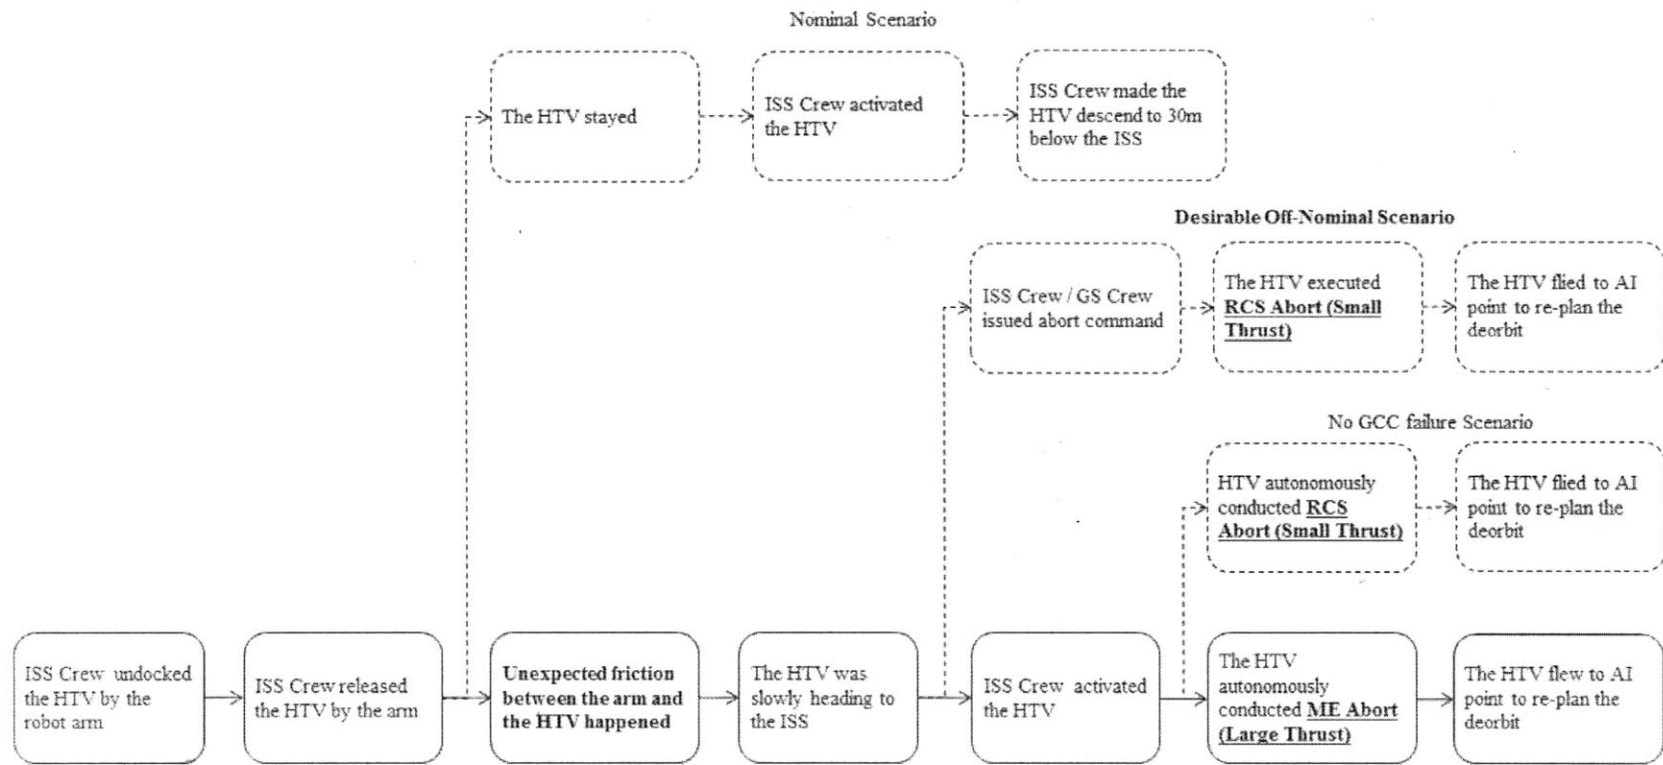 Nominal Scenario
The HTV stayed
ISS Crew activated
the HTV
ISS Crew made the
HTV descend to 30m
below the ISS
Desirable Off-Nominal Scenario
ISS Crew / GS Crew
issued abort command
The HTV executed
RCS Abort (Small
Thrust)
The HTV flied to AI
point to re-plan the
deorbit
No GCC failure Scenario
HTV autonomously
conducted RCS
Abort (Small Thrust)
The HTV flied to AI
point to re-plan the
deorbit
ISS Crew undocked
the HTV by the
robot arm
ISS Crew released
the HTV by the arm
Unexpected friction
between the arm and
the HTV happened
The HTV was
slowly heading to
the ISS
ISS Crew activated
the HTV
The HTV
autonomously
conducted ME Abort
(Large Thrust)
The HTV flew to AI
point to re-plan the
deorbit